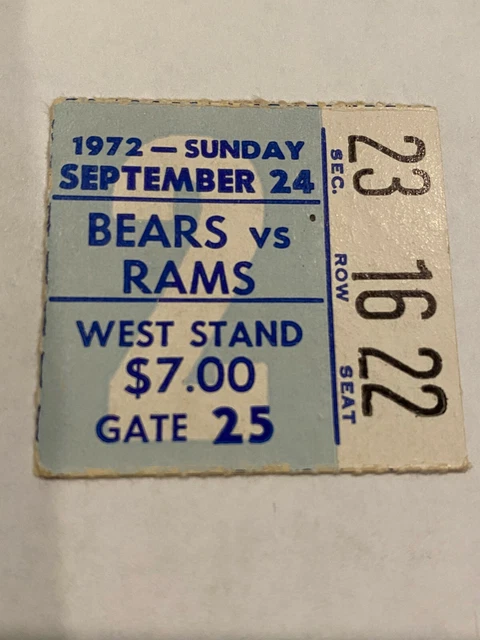 1972 — SUNDAY
SEPTEMBER 24
BEARS VS
RAMS
WEST STAND
$7.00
GATE 25
2
SEC. 23
ROW 16
SEAT 22